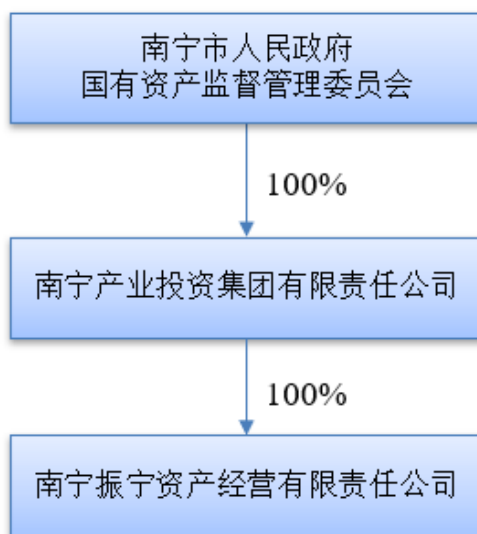 南宁市人民政府
国有资产监督管理委员会
100%
南宁产业投资集团有限责任公司
100%
南宁振宁资产经营有限责任公司